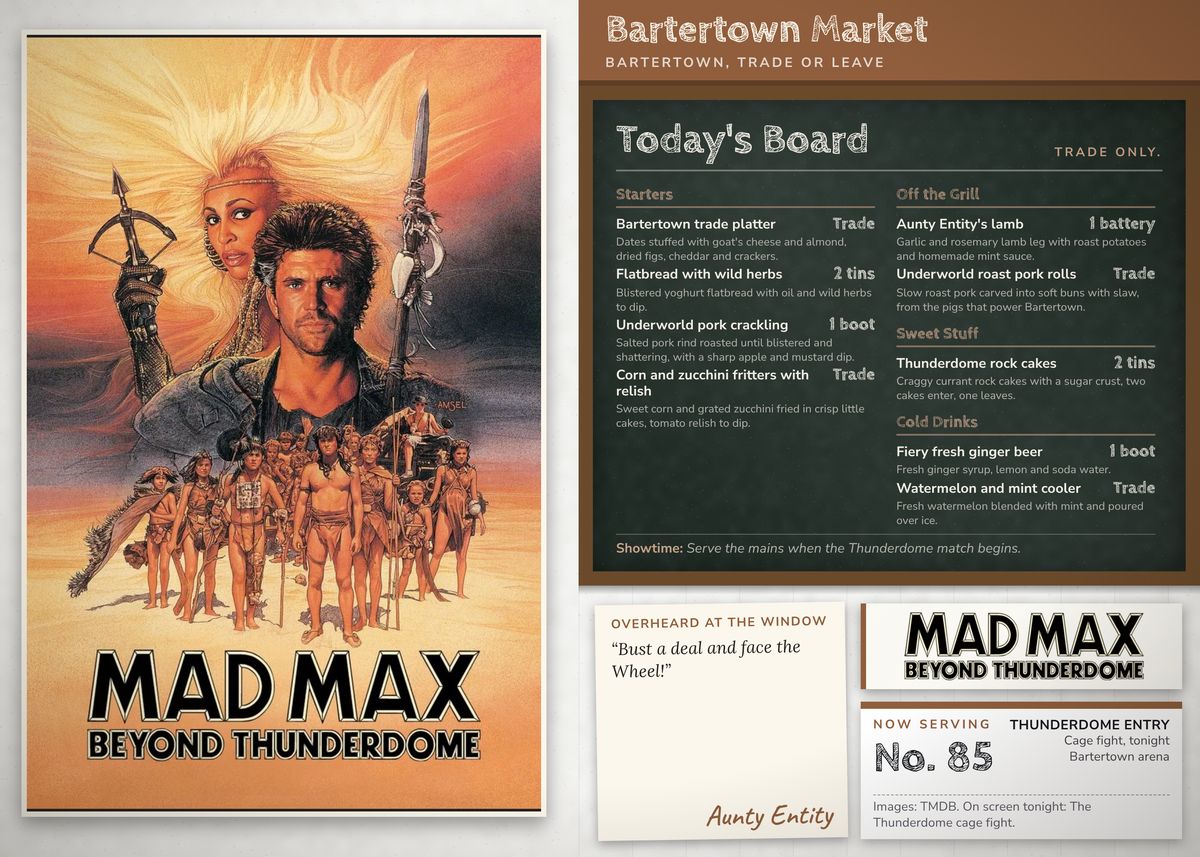 AMSEL
MAD MAX
BEYOND THUNDERDOME
Bartertown Market
BARTERTOWN, TRADE OR LEAVE
Today's Board
TRADE ONLY.
Starters
Bartertown trade platter Trade
Dates stuffed with goat's cheese and almond,
dried figs, cheddar and crackers.
Flatbread with wild herbs 2 tins
Blistered yoghurt flatbread with oil and wild herbs
to dip.
Underworld pork crackling 1 boot
Salted pork rind roasted until blistered and
shattering, with a sharp apple and mustard dip.
Corn and zucchini fritters with Trade
relish
Sweet corn and grated zucchini fried in crisp little
cakes, tomato relish to dip.
Off the Grill
Aunty Entity's lamb 1 battery
Garlic and rosemary lamb leg with roast potatoes
and homemade mint sauce.
Underworld roast pork rolls Trade
Slow roast pork carved into soft buns with slaw,
from the pigs that power Bartertown.
Sweet Stuff
Thunderdome rock cakes 2 tins
Craggy currant rock cakes with a sugar crust, two
cakes enter, one leaves.
Cold Drinks
Fiery fresh ginger beer 1 boot
Fresh ginger syrup, lemon and soda water.
Watermelon and mint cooler Trade
Fresh watermelon blended with mint and poured
over ice.
Showtime: Serve the mains when the Thunderdome match begins.
OVERHEARD AT THE WINDOW
“Bust a deal and face the
Wheel!”
Aunty Entity
MAD MAX
BEYOND THUNDERDOME
NOW SERVING
No. 85
THUNDERDOME ENTRY
Cage fight, tonight
Bartertown arena
Images: TMDB. On screen tonight: The
Thunderdome cage fight.